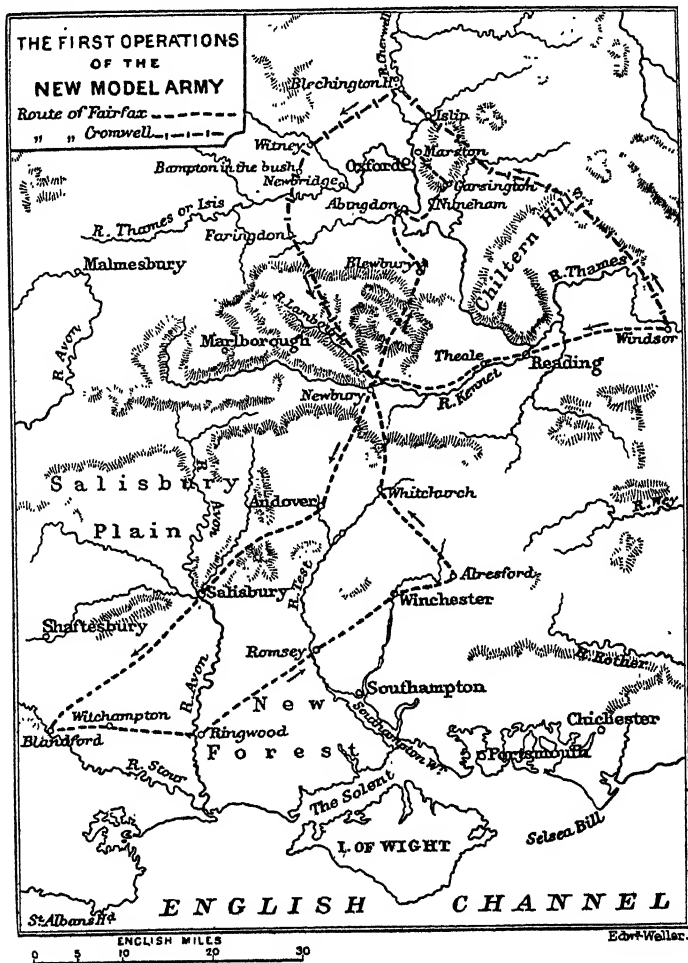 THE FIRST OPERATIONS
OF THE
NEW MODEL ARMY
Route of Fairfax
„ „ Cromwell
R. Cherwell
Blechington H.
Islip
Witney
Marston
Oxford
Bampton in the bush
Newbridge
Garsington
Abingdon
Nuneham
R. Thames or Isis
Faringdon
Chiltern Hills
Blewbury
Malmesbury
R. Thames
R. Lambourn
Marlborough
Windsor
R. Avon
Theale
Reading
Newbury
R. Kennet
Salisbury
Plain
R. Avon
Andover
Whitchurch
R. Wey
R. Test
Alresford
Salisbury
Winchester
Shaftesbury
Romsey
R. Rother
R. Avon
New
Forest
Southampton
Witchampton
Southampton Wr.
Chichester
Blandford
Ringwood
Portsmouth
R. Stour
The Solent
Selsea Bill
I. OF WIGHT
St. Albans Hd.
ENGLISH CHANNEL
ENGLISH MILES
0 5 10 20 30
Edwd. Weller.